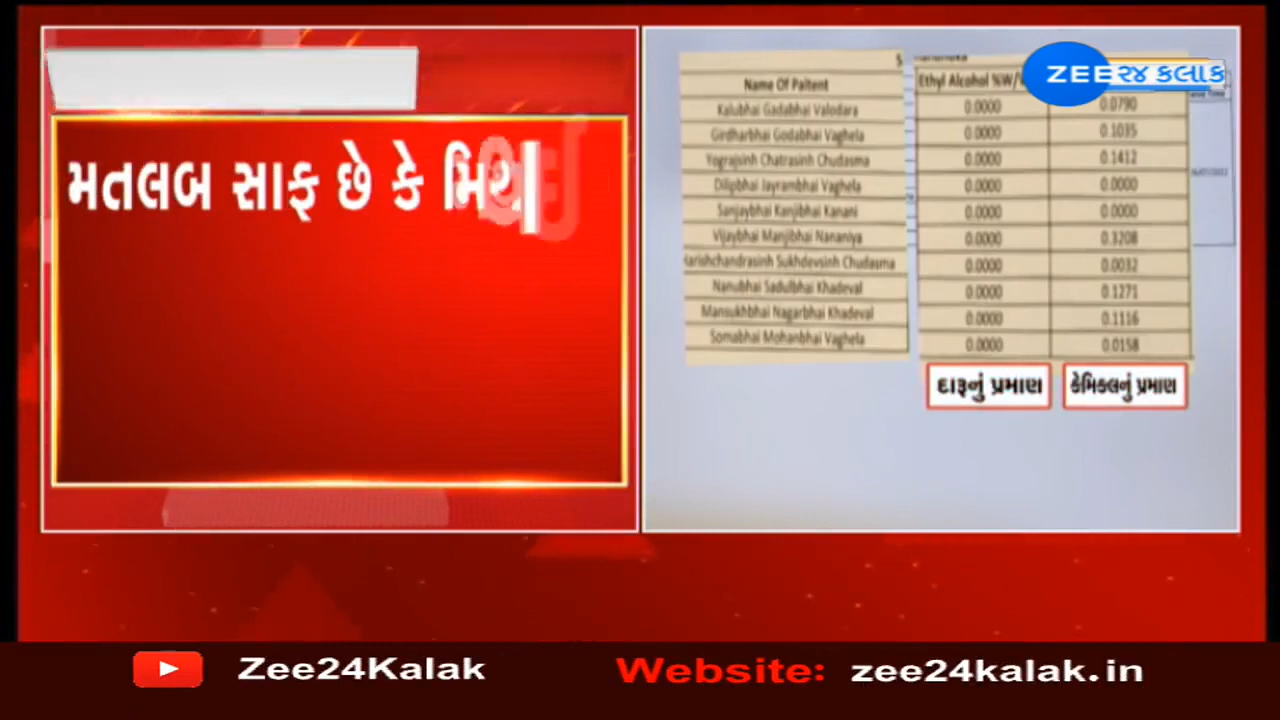 મતલબ સાફ છે કે
ZEE ૨૪ કલાક
Name Of Paitent
Ethyl Alcohol %W/
Kalubhai Gadabhai Valodara 0.0000 0.0790
Girdharbhai Godabhai Vaghela 0.0000 0.1035
Yograjsinh Chatrasinh Chudasma 0.0000 0.1412
Dilipbhai Jayrambhai Vaghela 0.0000 0.0000
Sanjaybhai Kanjibhai Kanani 0.0000 0.0000
Vijaybhai Manjibhai Nananiya 0.0000 0.3208
Harishchandrasinh Sukhdevsinh Chudasma 0.0000 0.0032
Nanubhai Sadulbhai Khadeval 0.0000 0.1271
Mansukhbhai Nagarbhai Khadeval 0.0000 0.1116
Somabhai Mohanbhai Vaghela 0.0000 0.0158
દારૂનું પ્રમાણ કેમિકલનું પ્રમાણ
Zee24Kalak Website: zee24kalak.in